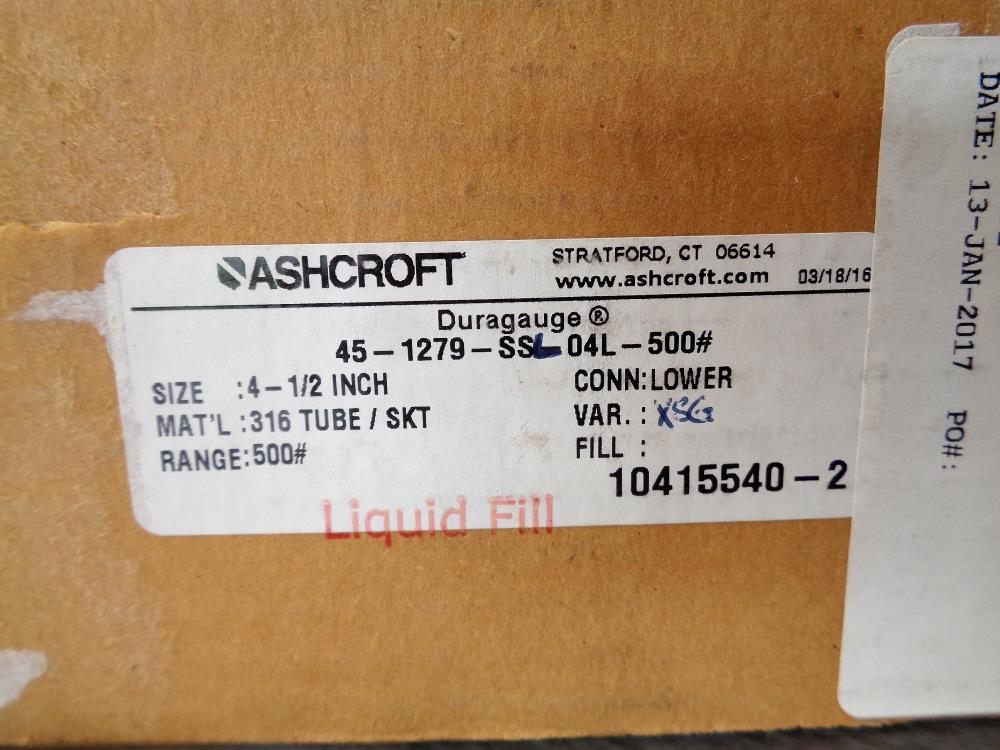 ASHCROFT
STRATFORD, CT 06614
www.ashcroft.com 03/18/16
Duragauge®
45-1279-SSL 04L-500#
SIZE :4-1/2 INCH
MAT'L :316 TUBE / SKT
RANGE:500#
CONN:LOWER
VAR. : XSG
FILL :
10415540-2
Liquid Fill
DATE: 13-JAN-2017 PO#: